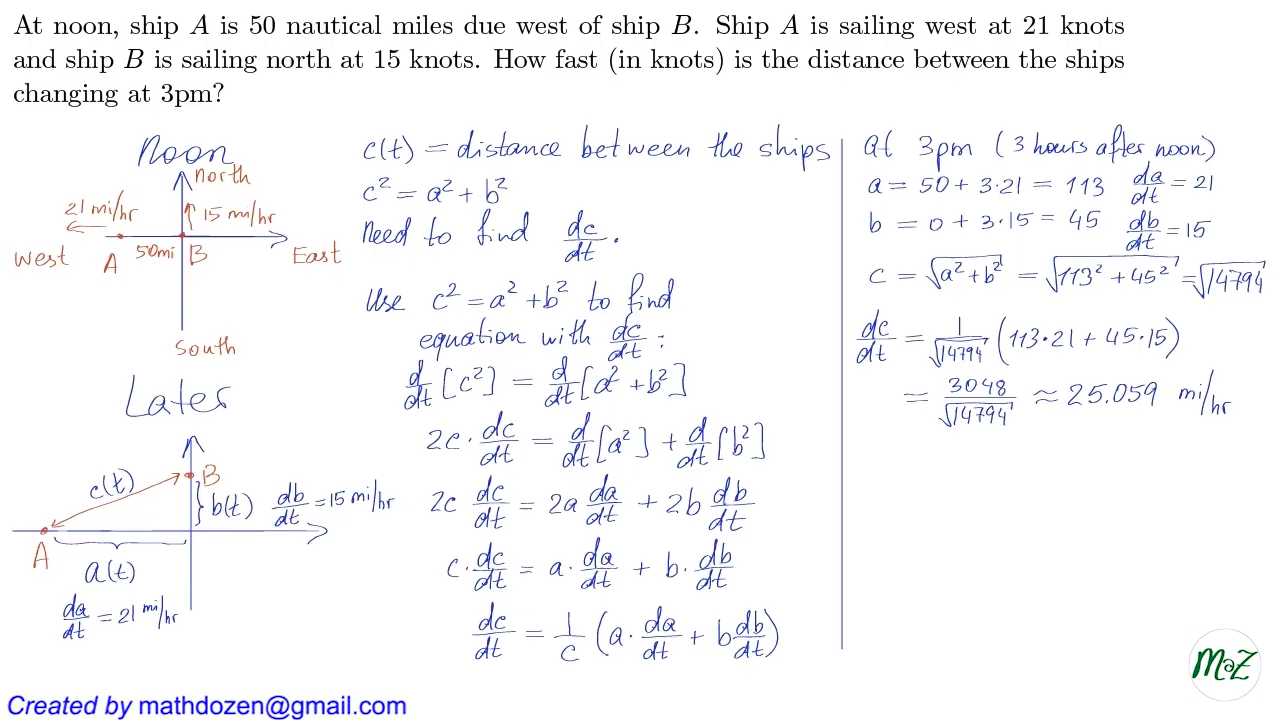 At noon, ship A is 50 nautical miles due west of ship B. Ship A is sailing west at 21 knots
and ship B is sailing north at 15 knots. How fast (in knots) is the distance between the ships
changing at 3pm?
Noon
North
21 mi/hr
15 mi/hr
West
A
50mi
B
East
South
Later
c(t)
B
b(t)
db/dt = 15 mi/hr
A
a(t)
da/dt = 21 mi/hr
c(t) = distance between the ships
c² = a² + b²
Need to find dc/dt.
Use c² = a² + b² to find
equation with dc/dt:
d/dt [c²] = d/dt [a² + b²]
2c · dc/dt = d/dt [a²] + d/dt [b²]
2c dc/dt = 2a da/dt + 2b db/dt
c · dc/dt = a · da/dt + b · db/dt
dc/dt = 1/c (a · da/dt + b db/dt)
at 3pm (3 hours after noon)
a = 50 + 3·21 = 113 da/dt = 21
b = 0 + 3·15 = 45 db/dt = 15
c = √(a² + b²) = √(113² + 45²) = √14794
dc/dt = 1/√14794 (113·21 + 45·15)
= 3048/√14794 ≈ 25.059 mi/hr
MaZ
Created by mathdozen@gmail.com